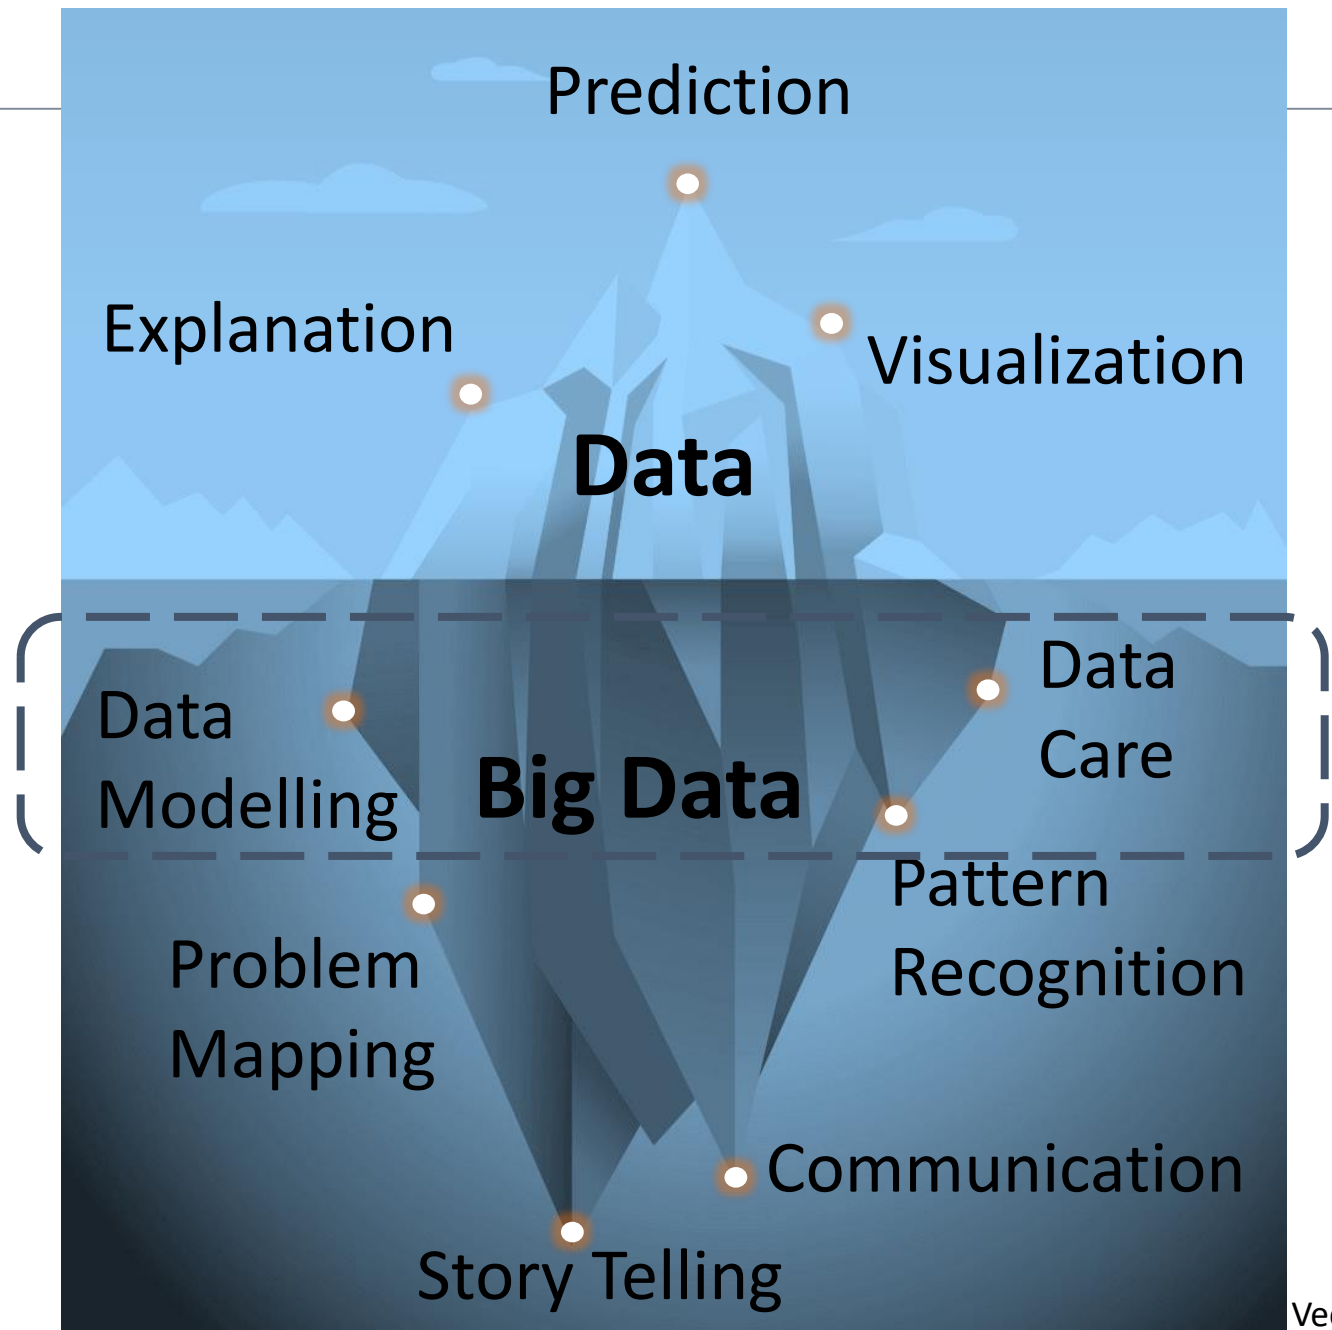 Prediction
Explanation
Visualization
Data
Data
Modelling
Big Data
Data
Care
Problem
Mapping
Pattern
Recognition
Communication
Story Telling